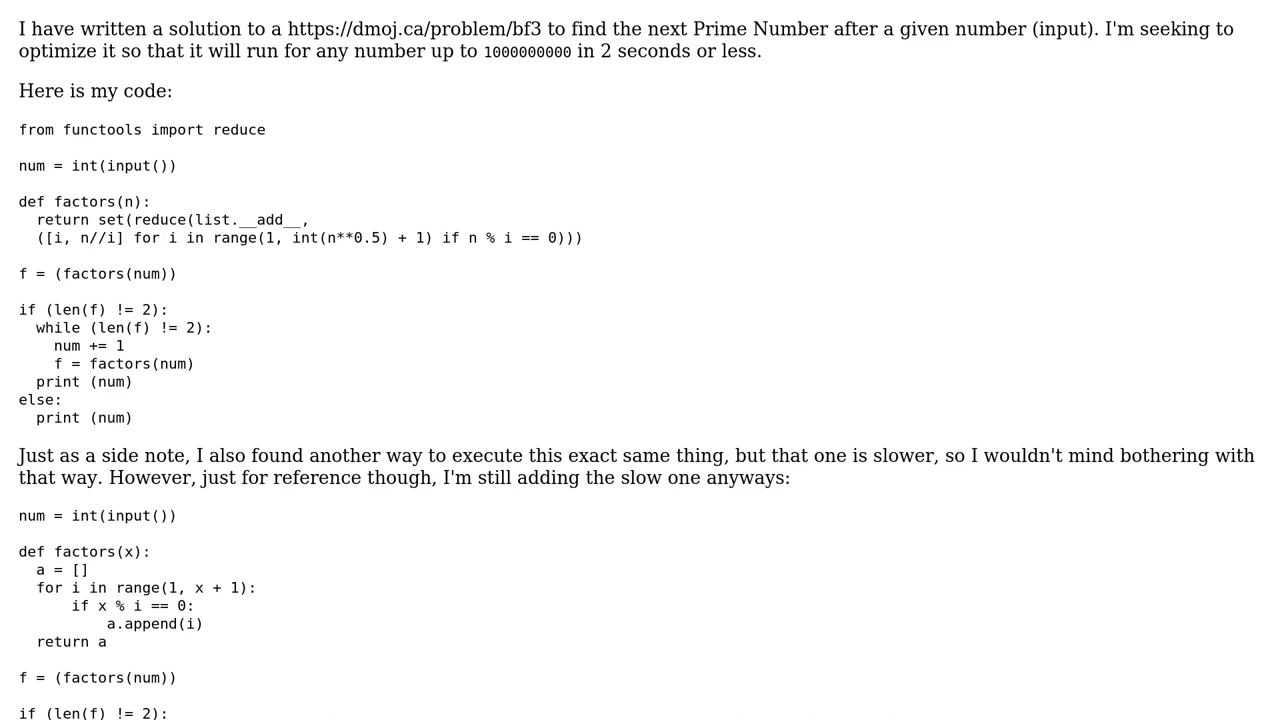 I have written a solution to a https://dmoj.ca/problem/bf3 to find the next Prime Number after a given number (input). I'm seeking to
optimize it so that it will run for any number up to 1000000000 in 2 seconds or less.
Here is my code:
from functools import reduce
num = int(input())
def factors(n):
  return set(reduce(list.__add__,
  ([i, n//i] for i in range(1, int(n**0.5) + 1) if n % i == 0)))
f = (factors(num))
if (len(f) != 2):
  while (len(f) != 2):
    num += 1
    f = factors(num)
  print (num)
else:
  print (num)
Just as a side note, I also found another way to execute this exact same thing, but that one is slower, so I wouldn't mind bothering with
that way. However, just for reference though, I'm still adding the slow one anyways:
num = int(input())
def factors(x):
  a = []
  for i in range(1, x + 1):
      if x % i == 0:
          a.append(i)
  return a
f = (factors(num))
if (len(f) != 2):